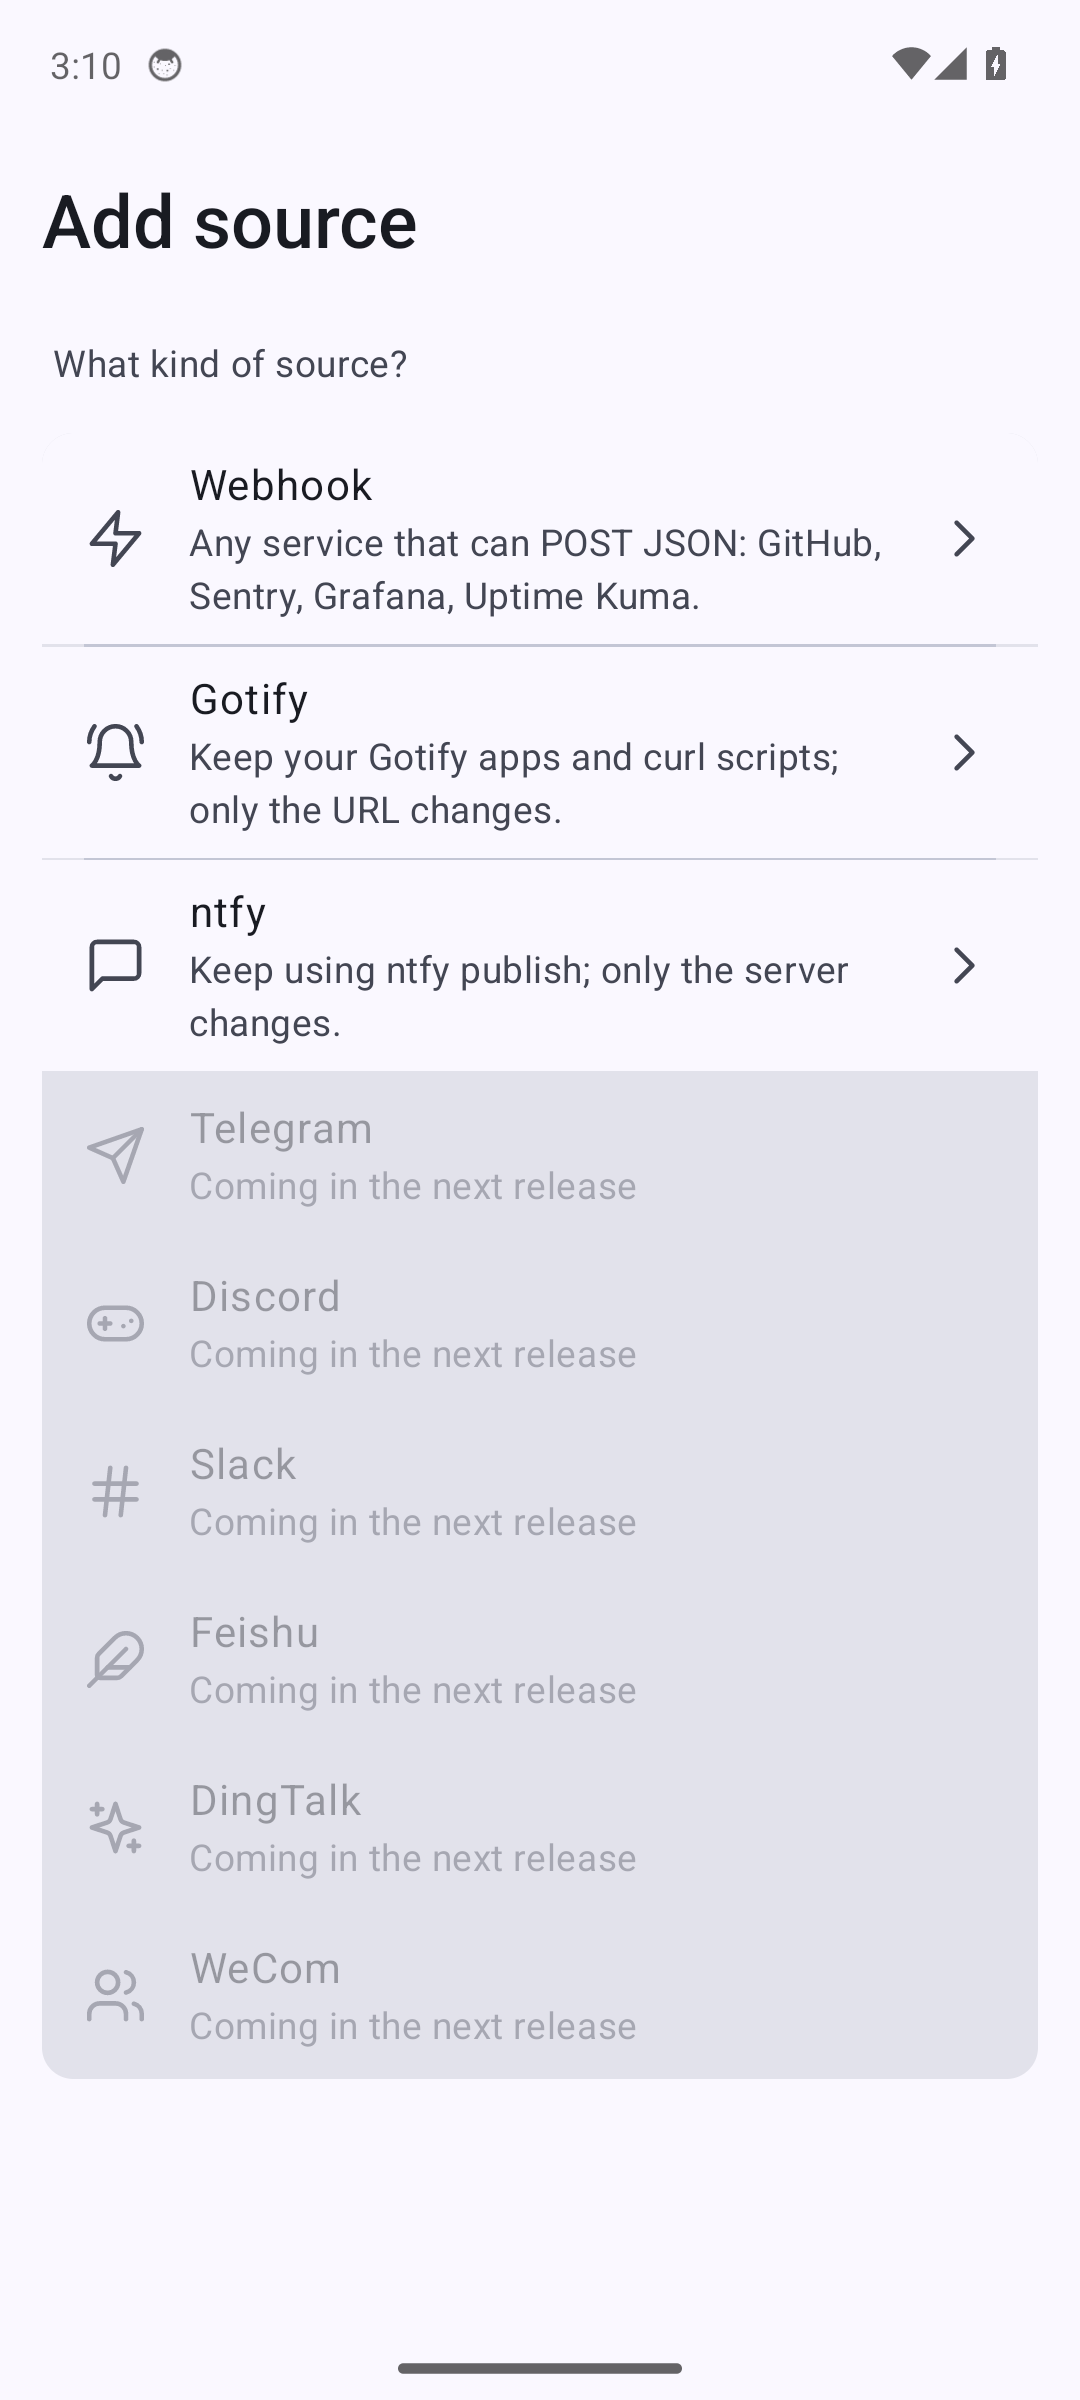 3:10
Add source
What kind of source?
Webhook
Any service that can POST JSON: GitHub,
Sentry, Grafana, Uptime Kuma.
Gotify
Keep your Gotify apps and curl scripts;
only the URL changes.
ntfy
Keep using ntfy publish; only the server
changes.
Telegram
Coming in the next release
Discord
Coming in the next release
Slack
Coming in the next release
Feishu
Coming in the next release
DingTalk
Coming in the next release
WeCom
Coming in the next release